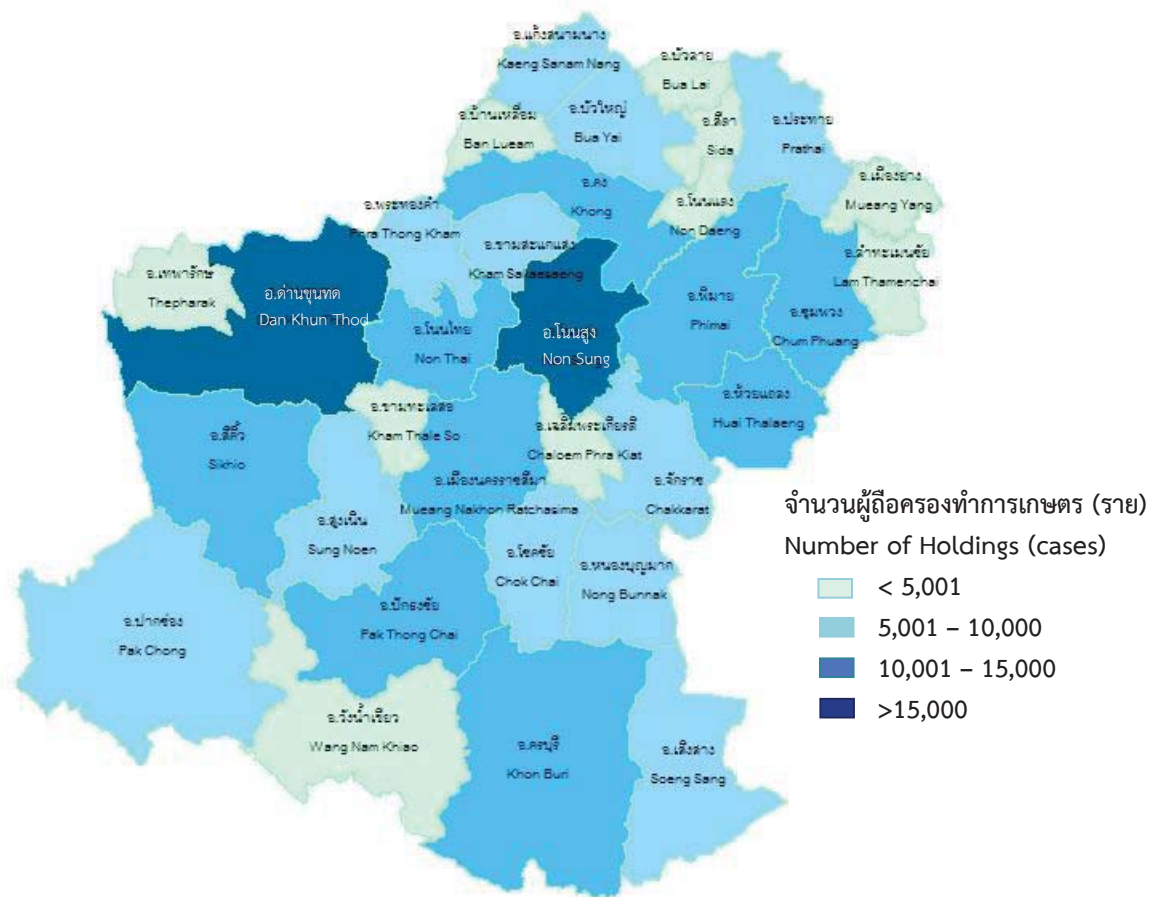 อ.แก้งสนามนาง
Kaeng Sanam Nang
อ.บัวลาย
Bua Lai
อ.บ้านเหลื่อม
Ban Lueam
อ.บัวใหญ่
Bua Yai
อ.สีดา
Sida
อ.ประทาย
Prathai
อ.เมืองยาง
Mueang Yang
อ.คง
Khong
อ.โนนแดง
Non Daeng
อ.พระทองคำ
Phra Thong Kham
อ.ขามสะแกแสง
Kham Sakaesaeng
อ.ลำทะเมนชัย
Lam Thamenchai
อ.เทพารักษ์
Thepharak
อ.ด่านขุนทด
Dan Khun Thod
อ.โนนไทย
Non Thai
อ.โนนสูง
Non Sung
อ.พิมาย
Phimai
อ.ชุมพวง
Chum Phuang
อ.ห้วยแถลง
Huai Thalaeng
อ.สีคิ้ว
Sikhio
อ.ขามทะเลสอ
Kham Thale So
อ.เฉลิมพระเกียรติ
Chaloem Phra Kiat
อ.เมืองนครราชสีมา
Mueang Nakhon Ratchasima
อ.จักราช
Chakkarat
อ.สูงเนิน
Sung Noen
อ.โชคชัย
Chok Chai
อ.หนองบุญมาก
Nong Bunnak
อ.ปากช่อง
Pak Chong
อ.ปักธงชัย
Pak Thong Chai
อ.วังน้ำเขียว
Wang Nam Khiao
อ.ครบุรี
Khon Buri
อ.เสิงสาง
Soeng Sang
จำนวนผู้ถือครองทำการเกษตร (ราย)
Number of Holdings (cases)
< 5,001
5,001 – 10,000
10,001 – 15,000
>15,000